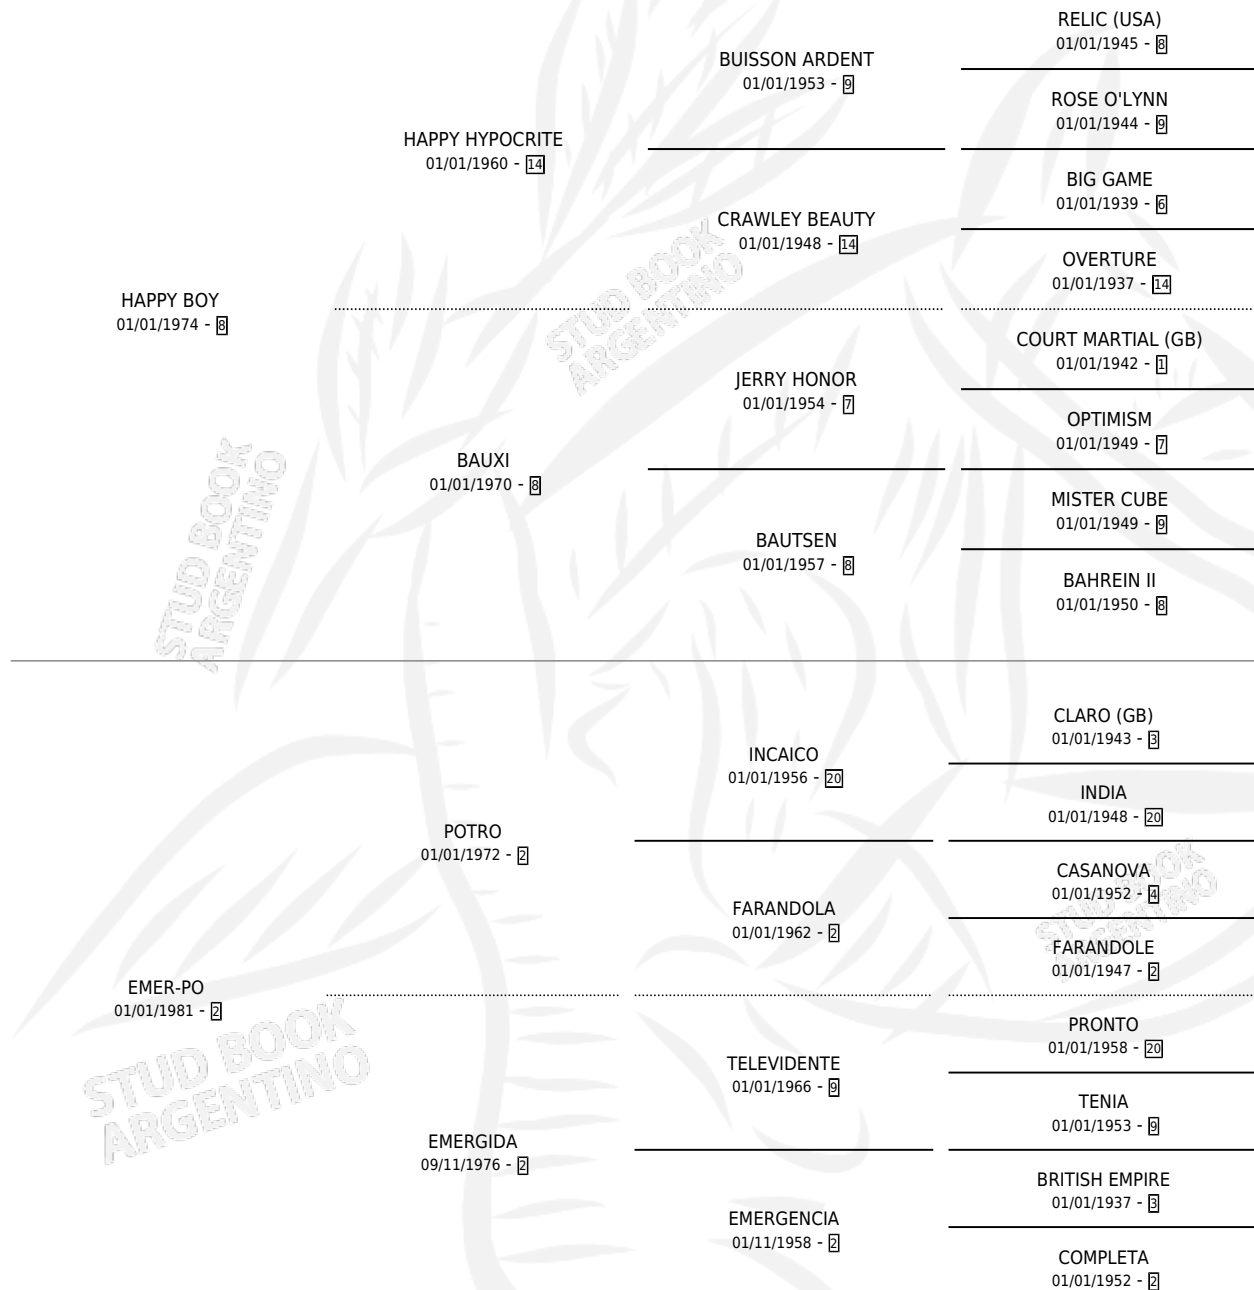 RELIC (USA)
01/01/1945 - 8
BUISSON ARDENT
01/01/1953 - 9
ROSE O'LYNN
01/01/1944 - 9
HAPPY HYPOCRITE
01/01/1960 - 14
BIG GAME
01/01/1939 - 6
CRAWLEY BEAUTY
01/01/1948 - 14
OVERTURE
01/01/1937 - 14
HAPPY BOY
01/01/1974 - 8
COURT MARTIAL (GB)
01/01/1942 - 1
JERRY HONOR
01/01/1954 - 7
OPTIMISM
01/01/1949 - 7
BAUXI
01/01/1970 - 8
MISTER CUBE
01/01/1949 - 9
BAUTSEN
01/01/1957 - 8
BAHREIN II
01/01/1950 - 8
CLARO (GB)
01/01/1943 - 3
INCAICO
01/01/1956 - 20
INDIA
01/01/1948 - 20
POTRO
01/01/1972 - 2
CASANOVA
01/01/1952 - 4
FARANDOLA
01/01/1962 - 2
FARANDOLE
01/01/1947 - 2
EMER-PO
01/01/1981 - 2
PRONTO
01/01/1958 - 20
TELEVIDENTE
01/01/1966 - 9
TENIA
01/01/1953 - 9
EMERGIDA
09/11/1976 - 2
BRITISH EMPIRE
01/01/1937 - 3
EMERGENCIA
01/11/1958 - 2
COMPLETA
01/01/1952 - 2
STUD BOOK
ARGENTINO
STUD BOOK
ARGENTINO
STUD BOOK
ARGENTINO
STUD BOOK
ARGENTINO